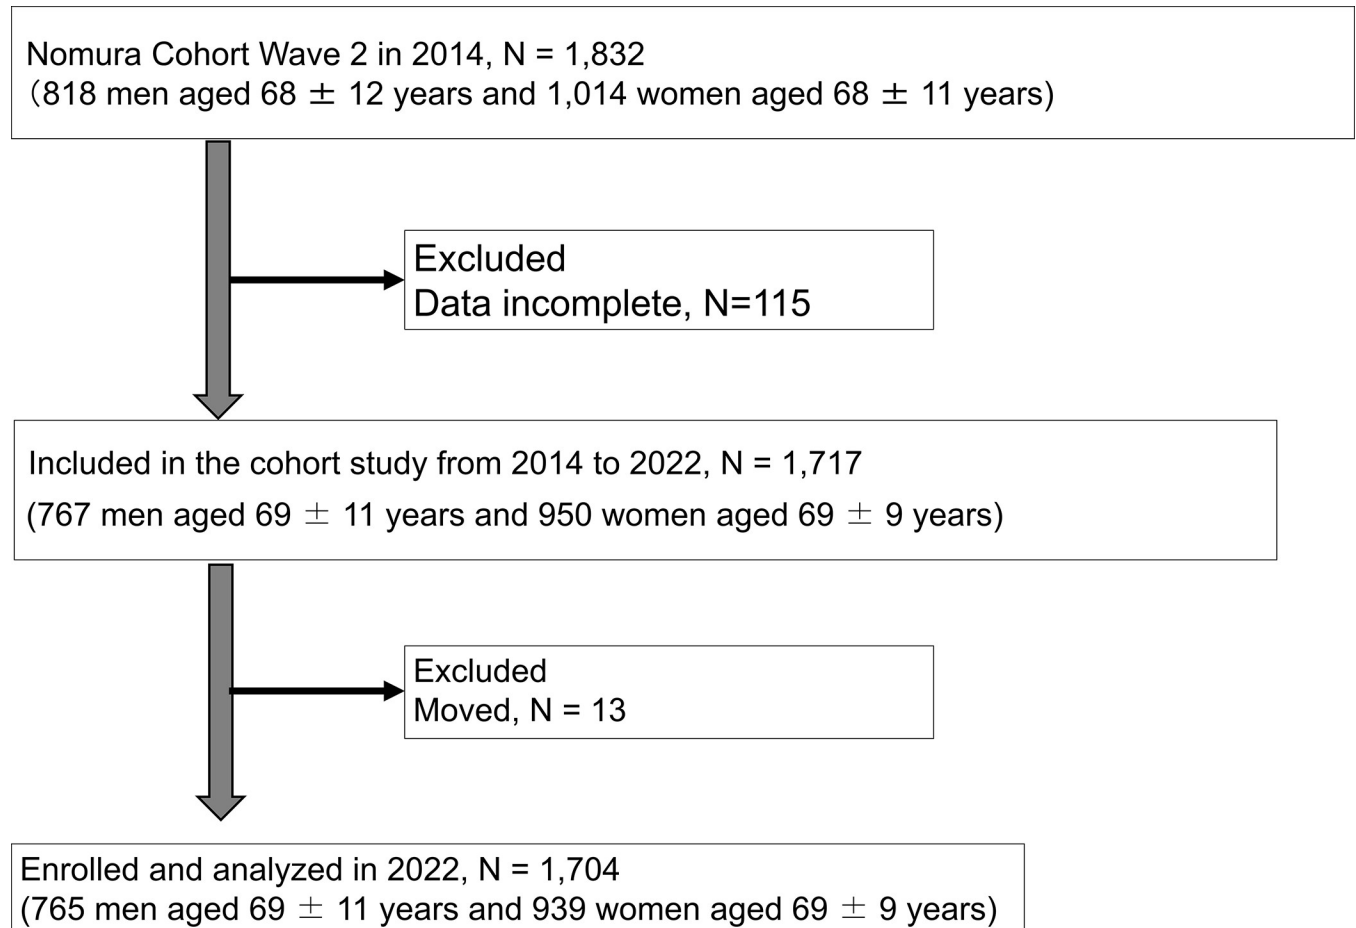 Nomura Cohort Wave 2 in 2014, N = 1,832
（818 men aged 68 ± 12 years and 1,014 women aged 68 ± 11 years)
Excluded
Data incomplete, N=115
Included in the cohort study from 2014 to 2022, N = 1,717
(767 men aged 69 ± 11 years and 950 women aged 69 ± 9 years)
Excluded
Moved, N = 13
Enrolled and analyzed in 2022, N = 1,704
(765 men aged 69 ± 11 years and 939 women aged 69 ± 9 years)